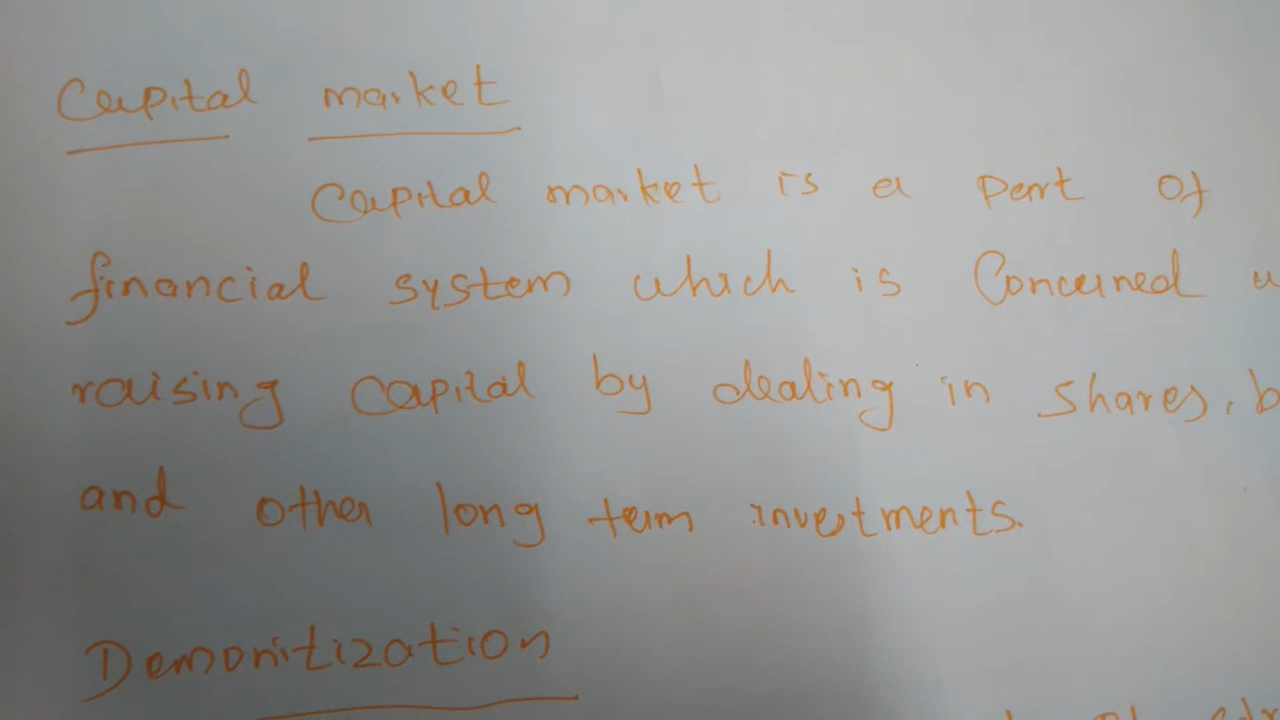 Capital market
Capital market is a part of
financial system which is Concerned
raising capital by dealing in shares,
and other long term investments.
Demonitization